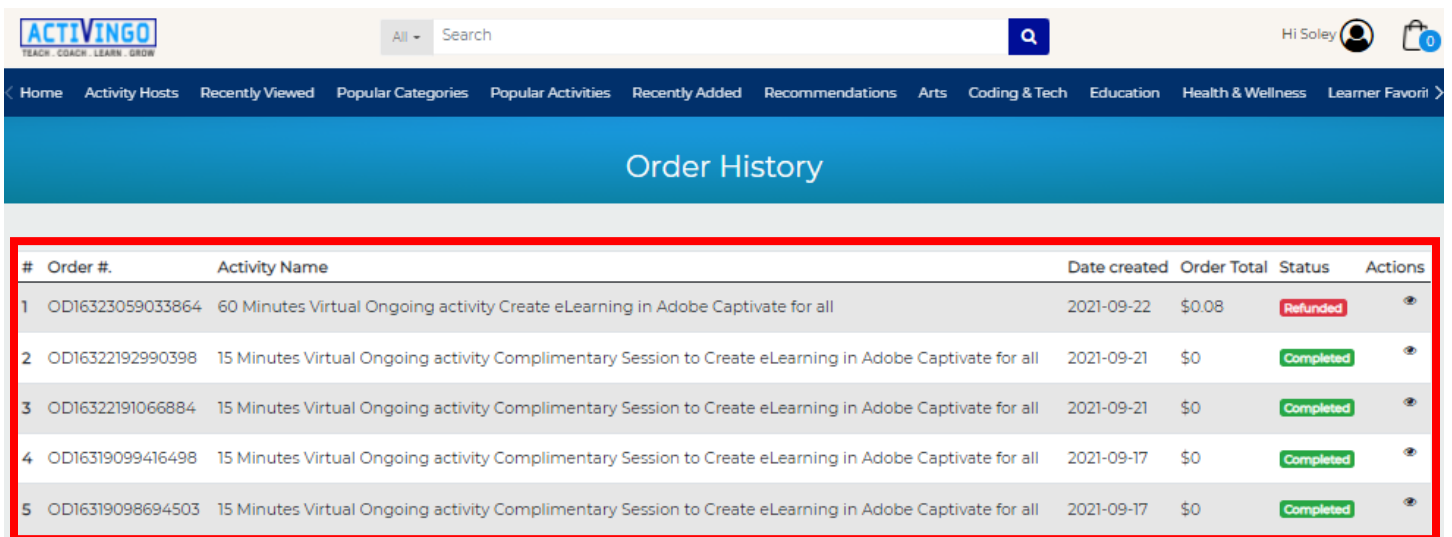 ACTIVINGO
TEACH . COACH . LEARN . GROW
All Search
Hi Soley
0
Home Activity Hosts Recently Viewed Popular Categories Popular Activities Recently Added Recommendations Arts Coding & Tech Education Health & Wellness Learner Favorit
Order History
# Order #. Activity Name Date created Order Total Status Actions
1 OD16323059033864 60 Minutes Virtual Ongoing activity Create eLearning in Adobe Captivate for all 2021-09-22 $0.08 Refunded
2 OD16322192990398 15 Minutes Virtual Ongoing activity Complimentary Session to Create eLearning in Adobe Captivate for all 2021-09-21 $0 Completed
3 OD16322191066884 15 Minutes Virtual Ongoing activity Complimentary Session to Create eLearning in Adobe Captivate for all 2021-09-21 $0 Completed
4 OD16319099416498 15 Minutes Virtual Ongoing activity Complimentary Session to Create eLearning in Adobe Captivate for all 2021-09-17 $0 Completed
5 OD16319098694503 15 Minutes Virtual Ongoing activity Complimentary Session to Create eLearning in Adobe Captivate for all 2021-09-17 $0 Completed